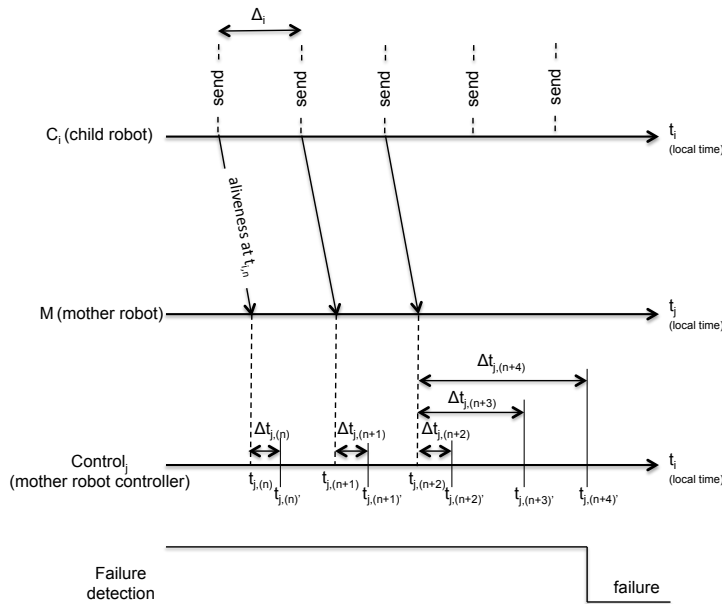 Δi
send send send send send
Ci (child robot)
ti
(local time)
aliveness at ti,n
M (mother robot)
tj
(local time)
Δtj,(n+4)
Δtj,(n+3)
Δtj,(n) Δtj,(n+1) Δtj,(n+2)
Controlj
(mother robot controller)
ti
(local time)
tj,(n) tj,(n)' tj,(n+1) tj,(n+1)' tj,(n+2) tj,(n+2)' tj,(n+3)' tj,(n+4)'
Failure
detection
failure